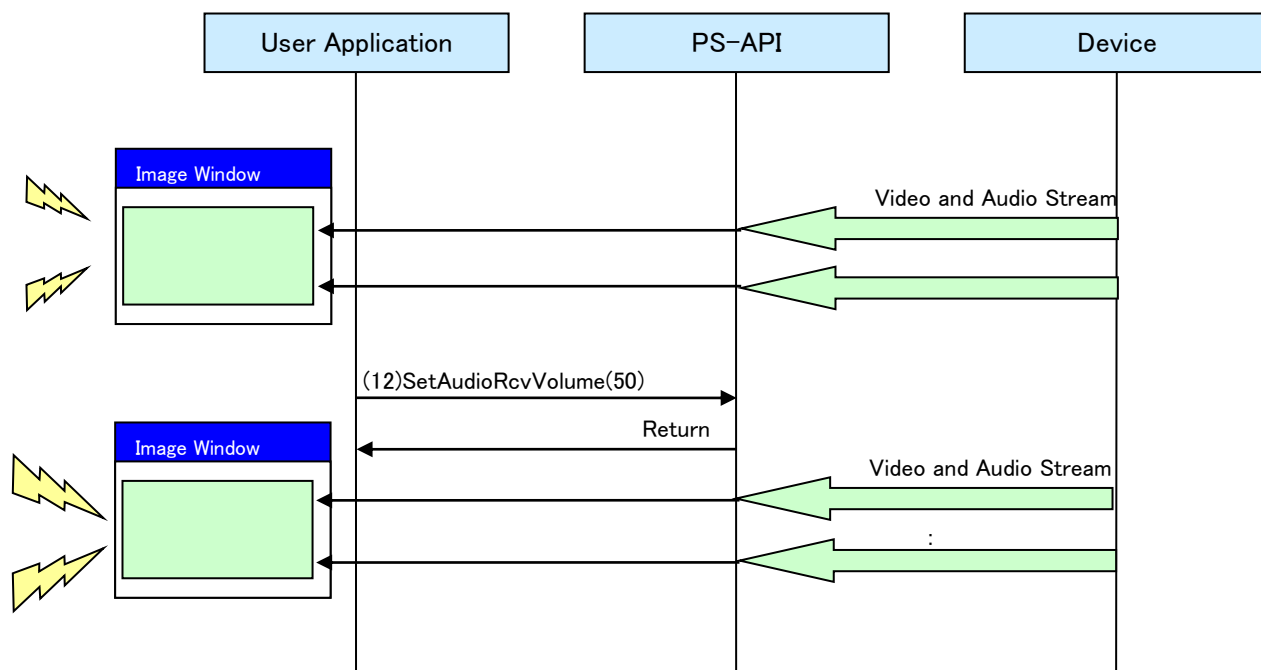 User Application
PS-API
Device
Image Window
Video and Audio Stream
(12)SetAudioRcvVolume(50)
Return
Image Window
Video and Audio Stream
: